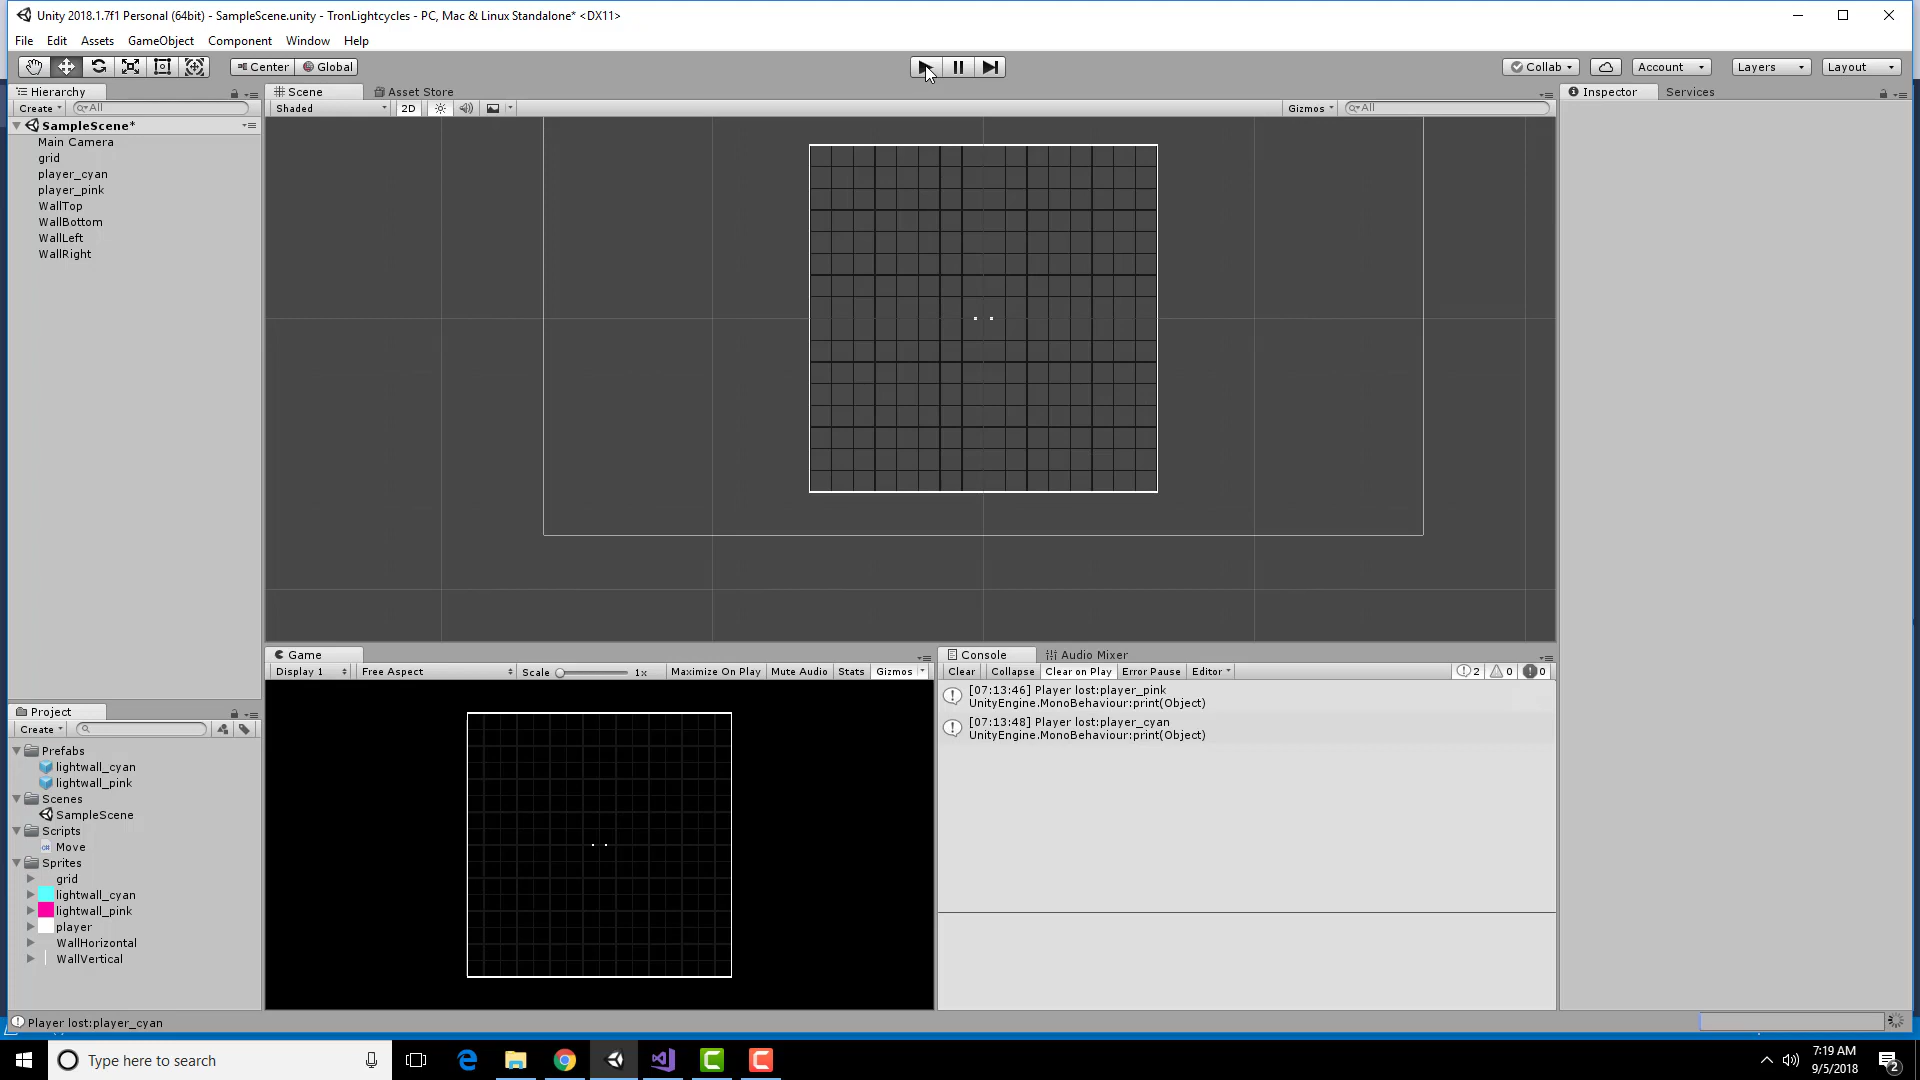 Unity 2018.1.7f1 Personal (64bit) - SampleScene.unity - TronLightcycles - PC, Mac & Linux Standalone* <DX11>
File Edit Assets GameObject Component Window Help
Center Global Collab Account Layers Layout
Hierarchy
Create All
SampleScene*
Main Camera
grid
player_cyan
player_pink
WallTop
WallBottom
WallLeft
WallRight
Scene Asset Store
Shaded 2D Gizmos All
Inspector Services
Project
Create
Prefabs
lightwall_cyan
lightwall_pink
Scenes
SampleScene
Scripts
Move
Sprites
grid
lightwall_cyan
lightwall_pink
player
WallHorizontal
WallVertical
Game
Display 1 Free Aspect Scale 1x Maximize On Play Mute Audio Stats Gizmos
Console Audio Mixer
Clear Collapse Clear on Play Error Pause Editor 2 0 0
[07:13:46] Player lost:player_pink
UnityEngine.MonoBehaviour:print(Object)
[07:13:48] Player lost:player_cyan
UnityEngine.MonoBehaviour:print(Object)
Player lost:player_cyan
Type here to search
7:19 AM
9/5/2018
2